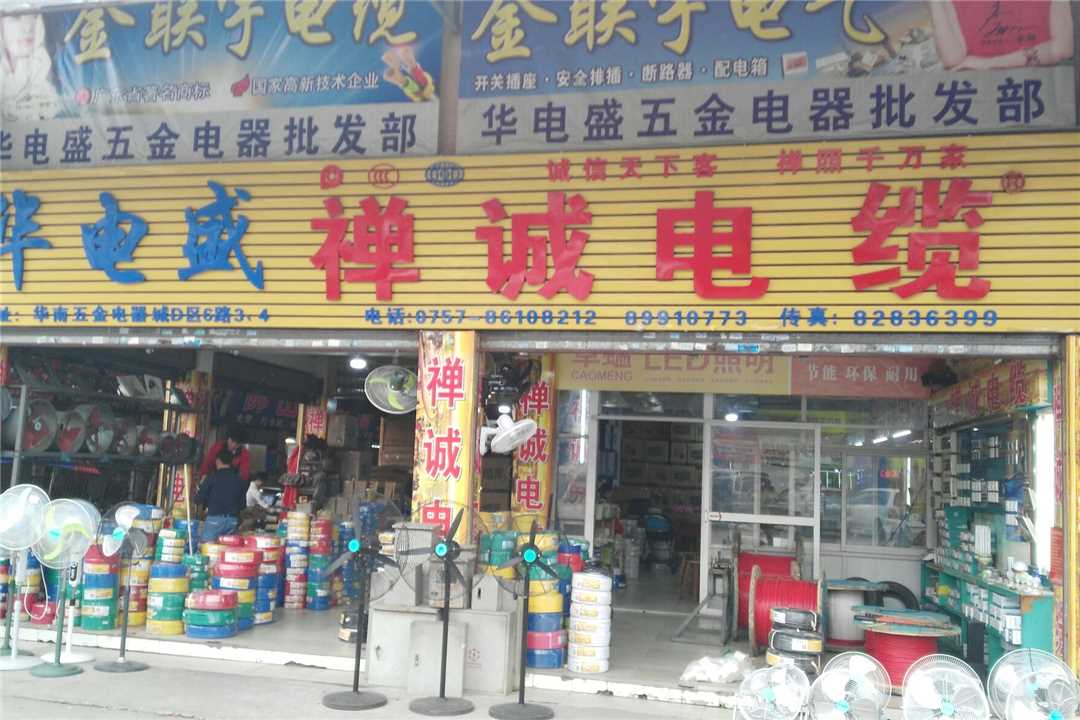 金联宇电缆
广东省著名商标
国家高新技术企业
华电盛五金电器批发部
金联宇电气
开关插座·安全排插·断路器·配电箱
华电盛五金电器批发部
诚信天下客 禅照千万家
华电盛 禅诚电缆 ®
址：华南五金电器城D区6路3、4
电话:0757-86108212 89910773 传真：82836399
禅诚电
禅诚电
禅
LED照明
CAOMENG
节能·环保·耐用
电缆